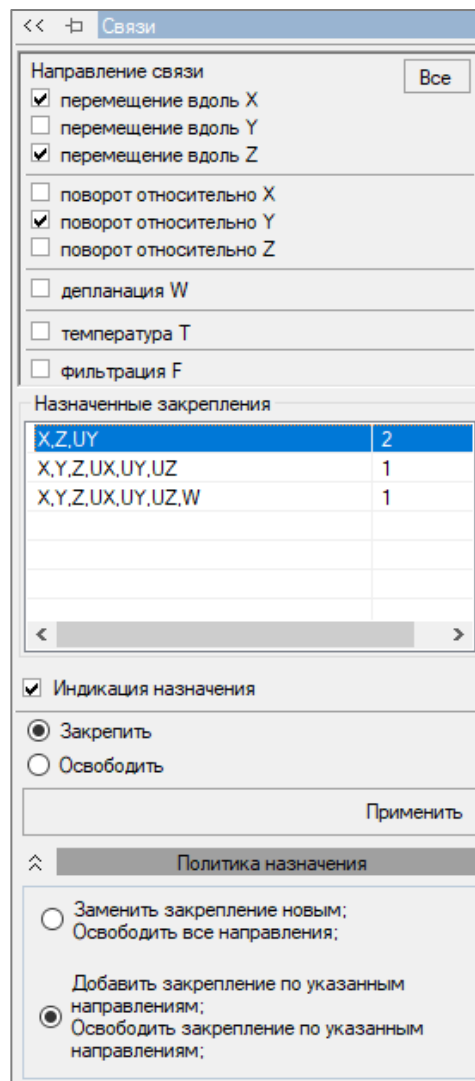 << Связи
Направление связи
Все
перемещение вдоль X
перемещение вдоль Y
перемещение вдоль Z
поворот относительно X
поворот относительно Y
поворот относительно Z
депланация W
температура T
фильтрация F
Назначенные закрепления
X,Z,UY 2
X,Y,Z,UX,UY,UZ 1
X,Y,Z,UX,UY,UZ,W 1
Индикация назначения
Закрепить
Освободить
Применить
Политика назначения
Заменить закрепление новым;
Освободить все направления;
Добавить закрепление по указанным
направлениям;
Освободить закрепление по указанным
направлениям;